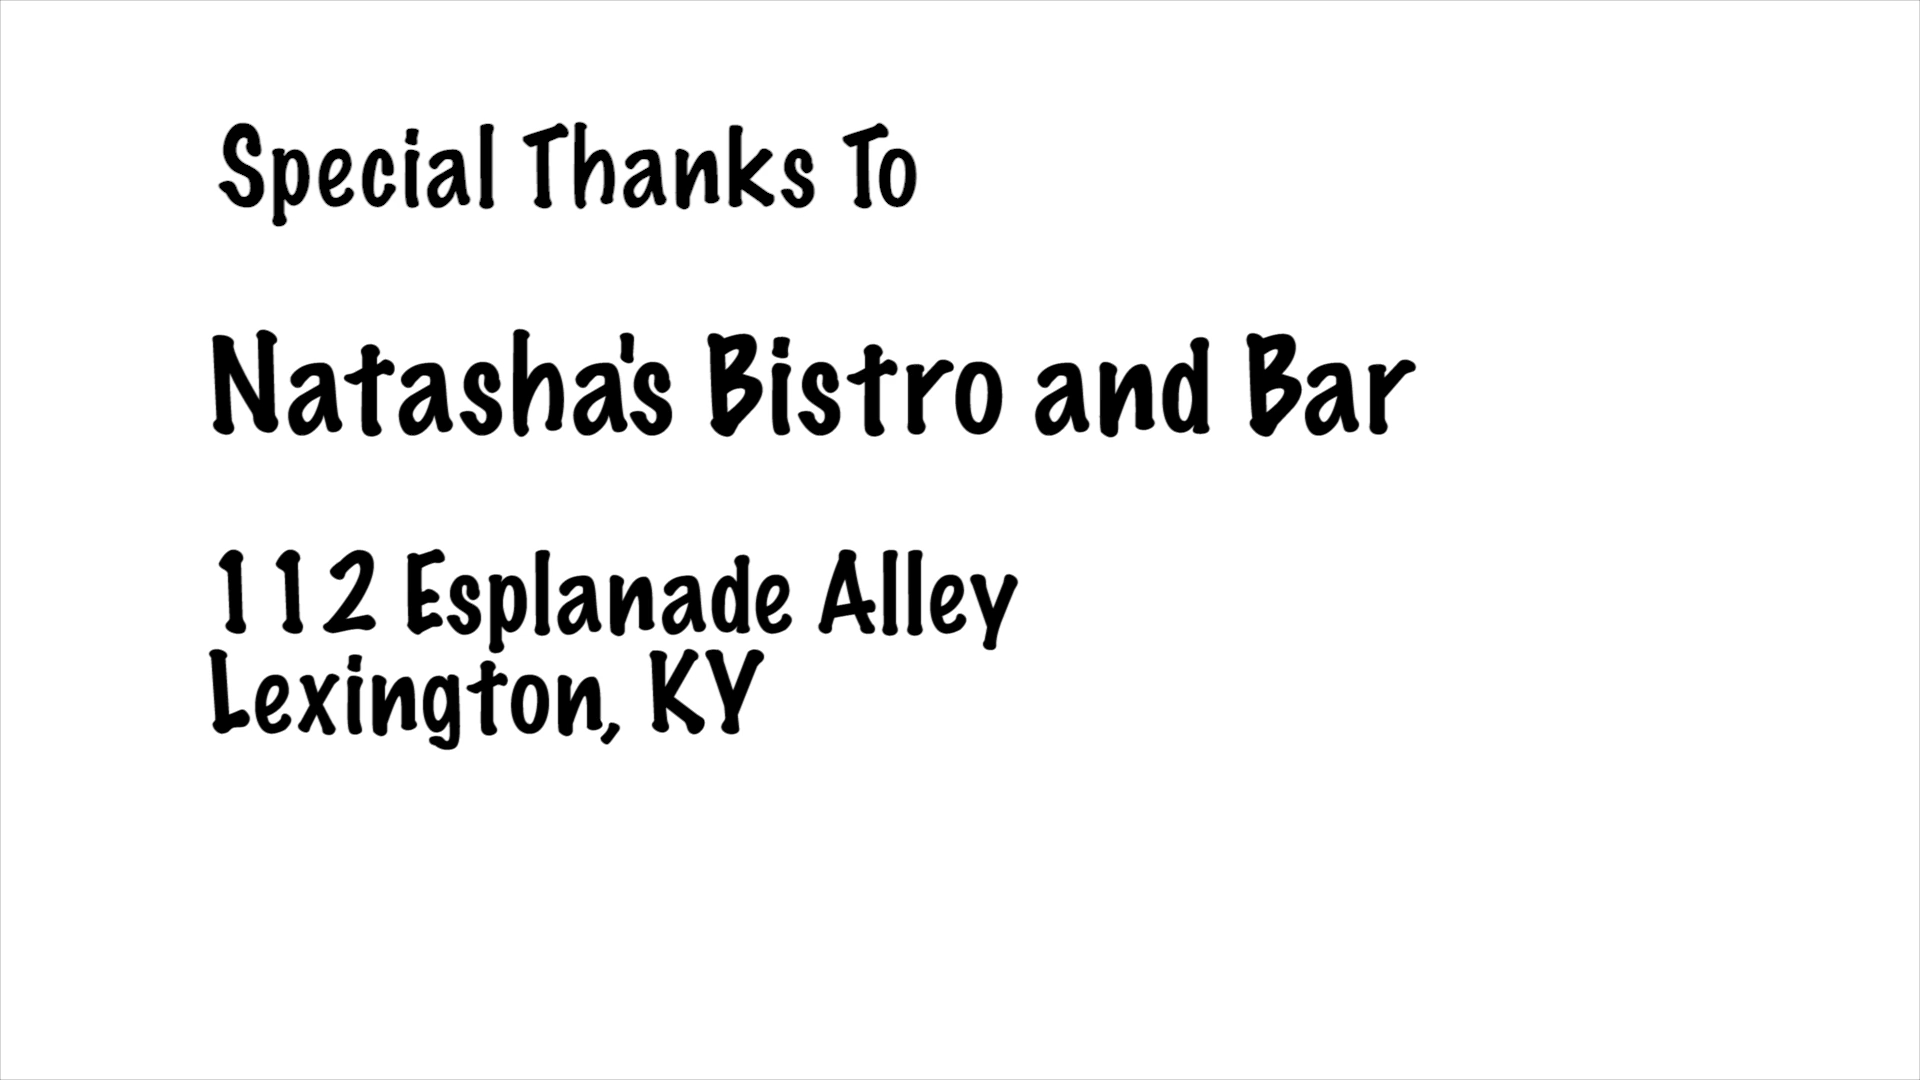 Special Thanks To
Natasha's Bistro and Bar
112 Esplanade Alley
Lexington, KY